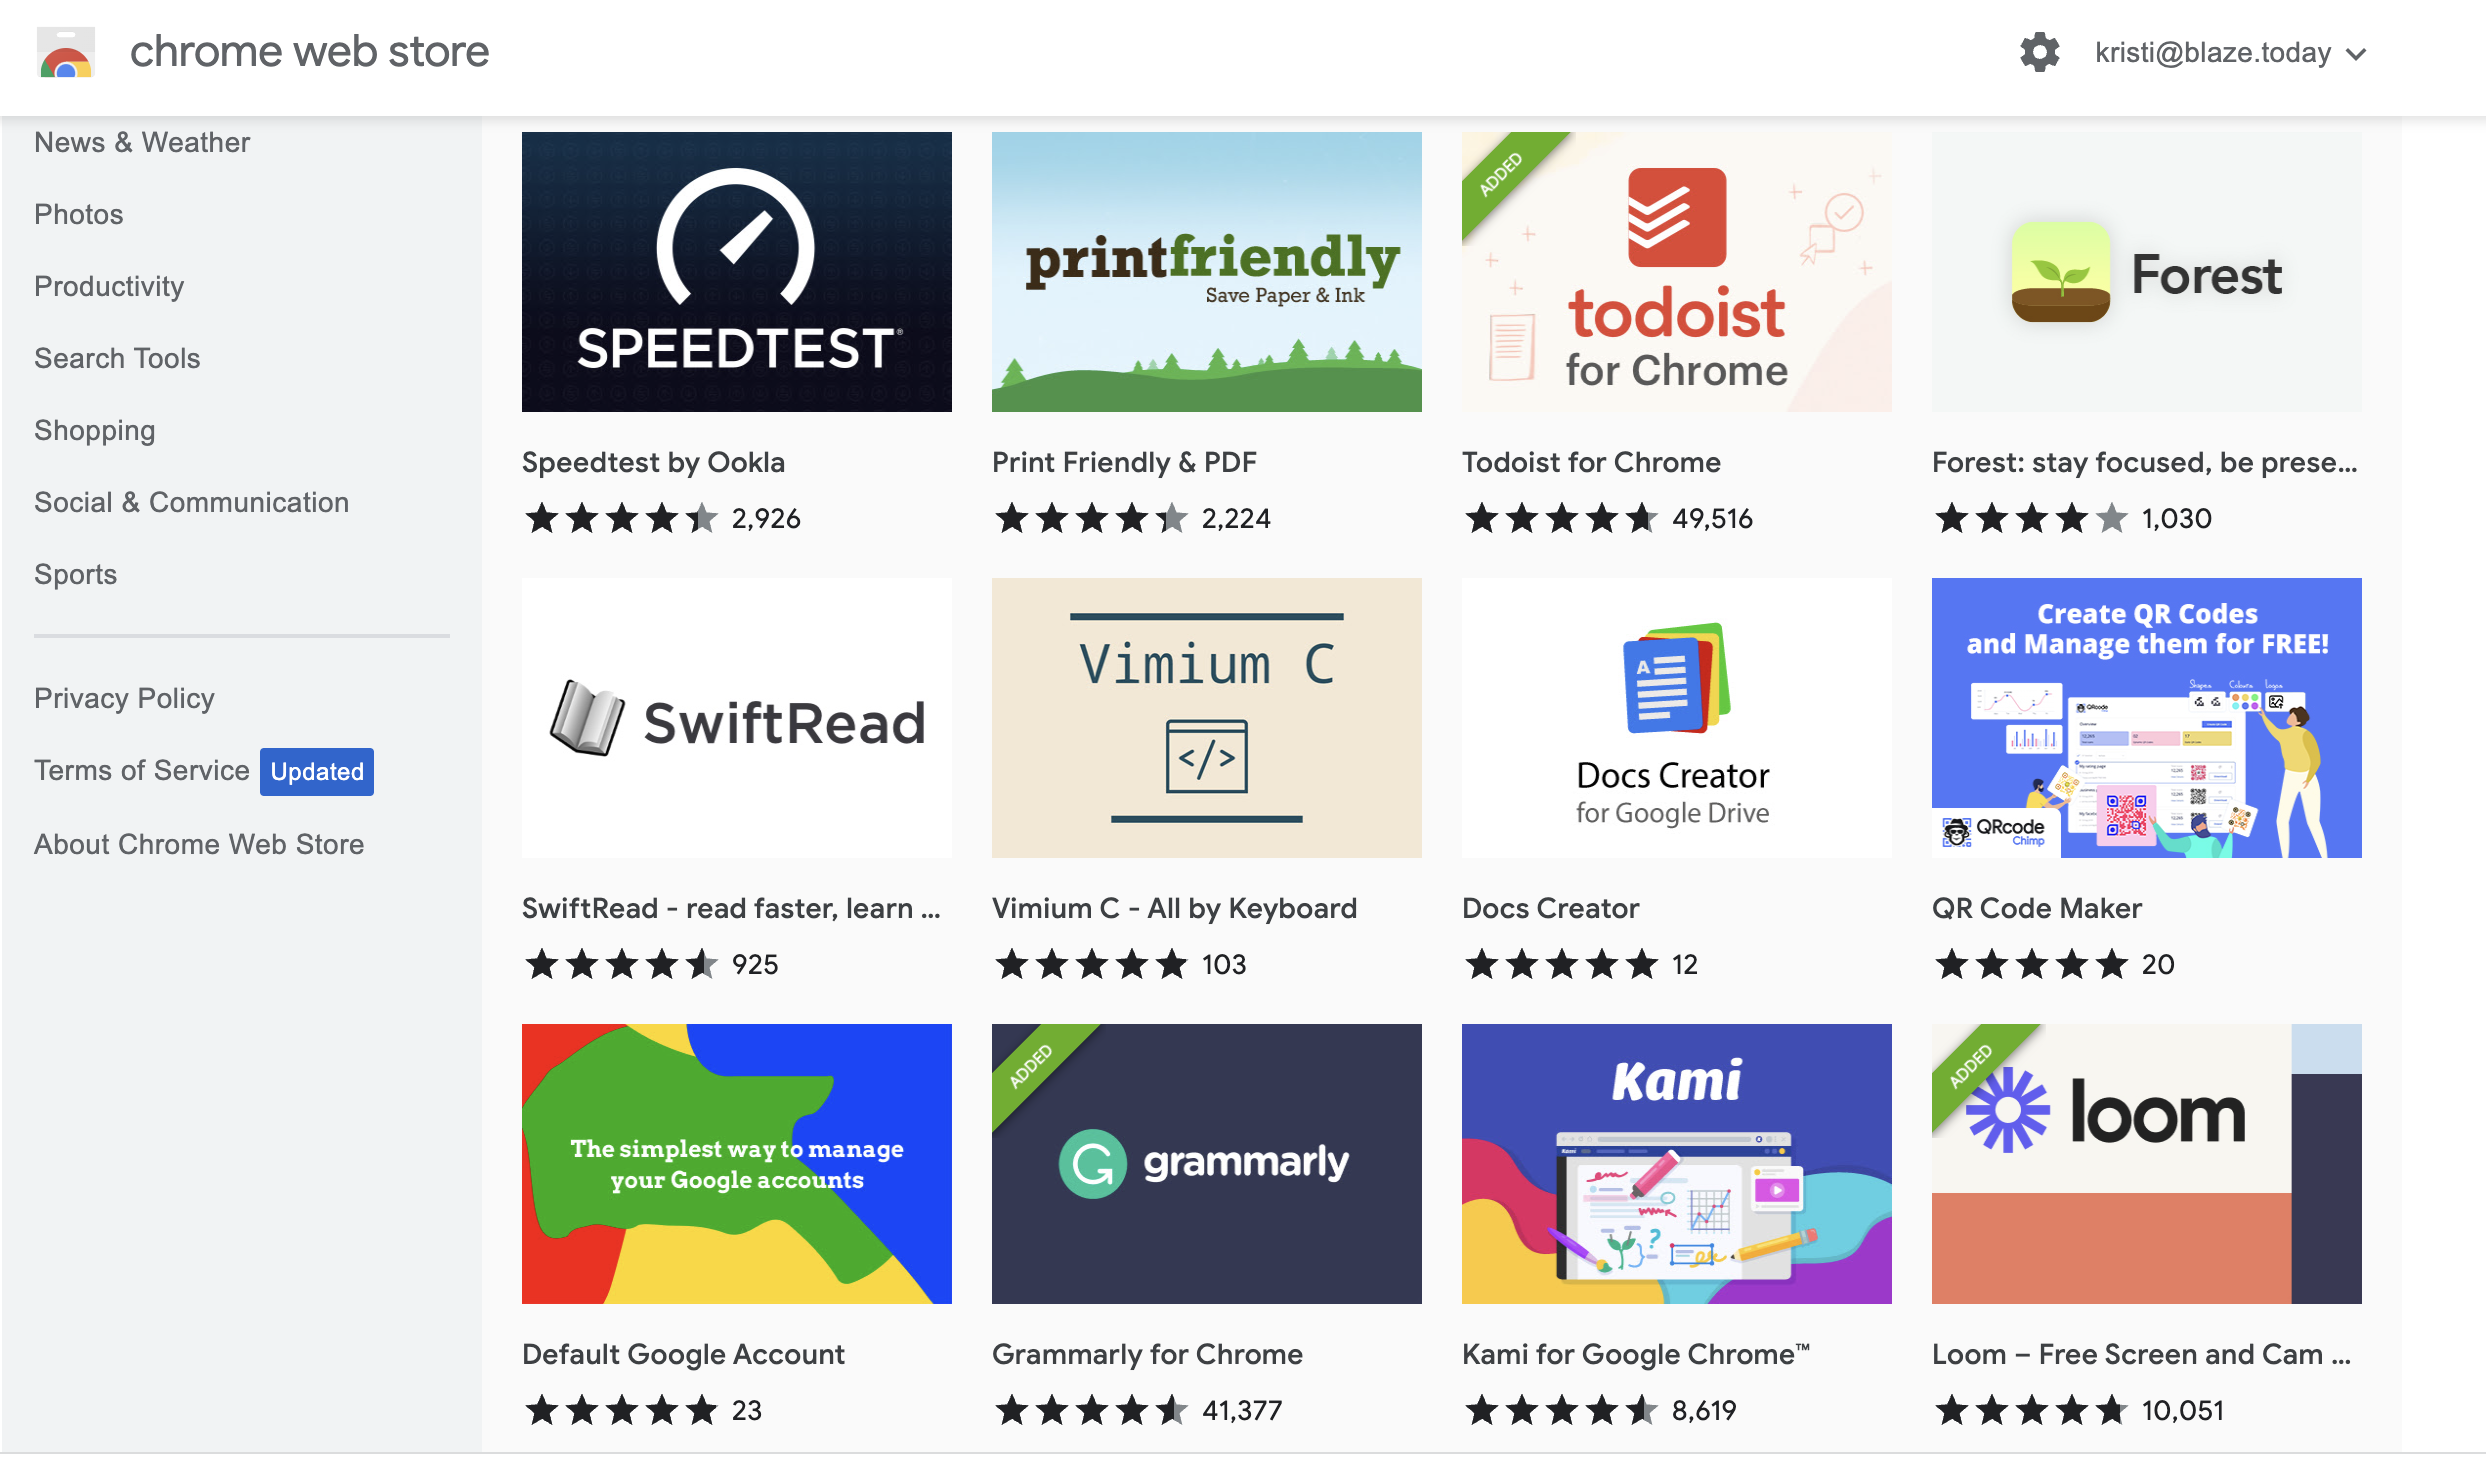 chrome web store
kristi@blaze.today
News & Weather
Photos
Productivity
Search Tools
Shopping
Social & Communication
Sports
Privacy Policy
Terms of Service Updated
About Chrome Web Store
SPEEDTEST®
Speedtest by Ookla
2,926
printfriendly
Save Paper & Ink
Print Friendly & PDF
2,224
ADDED
todoist
for Chrome
Todoist for Chrome
49,516
Forest
Forest: stay focused, be prese...
1,030
SwiftRead
SwiftRead - read faster, learn ...
925
Vimium C
</>
Vimium C - All by Keyboard
103
A
Docs Creator
for Google Drive
Docs Creator
12
Create QR Codes
and Manage them for FREE!
Shapes Colours Logos
QRcode
Overview
QRcode
Chimp
QR Code Maker
20
The simplest way to manage
your Google accounts
Default Google Account
23
ADDED
G grammarly
Grammarly for Chrome
41,377
Kami
Kami
?
Kami for Google Chrome™
8,619
ADDED
loom
Loom – Free Screen and Cam ...
10,051